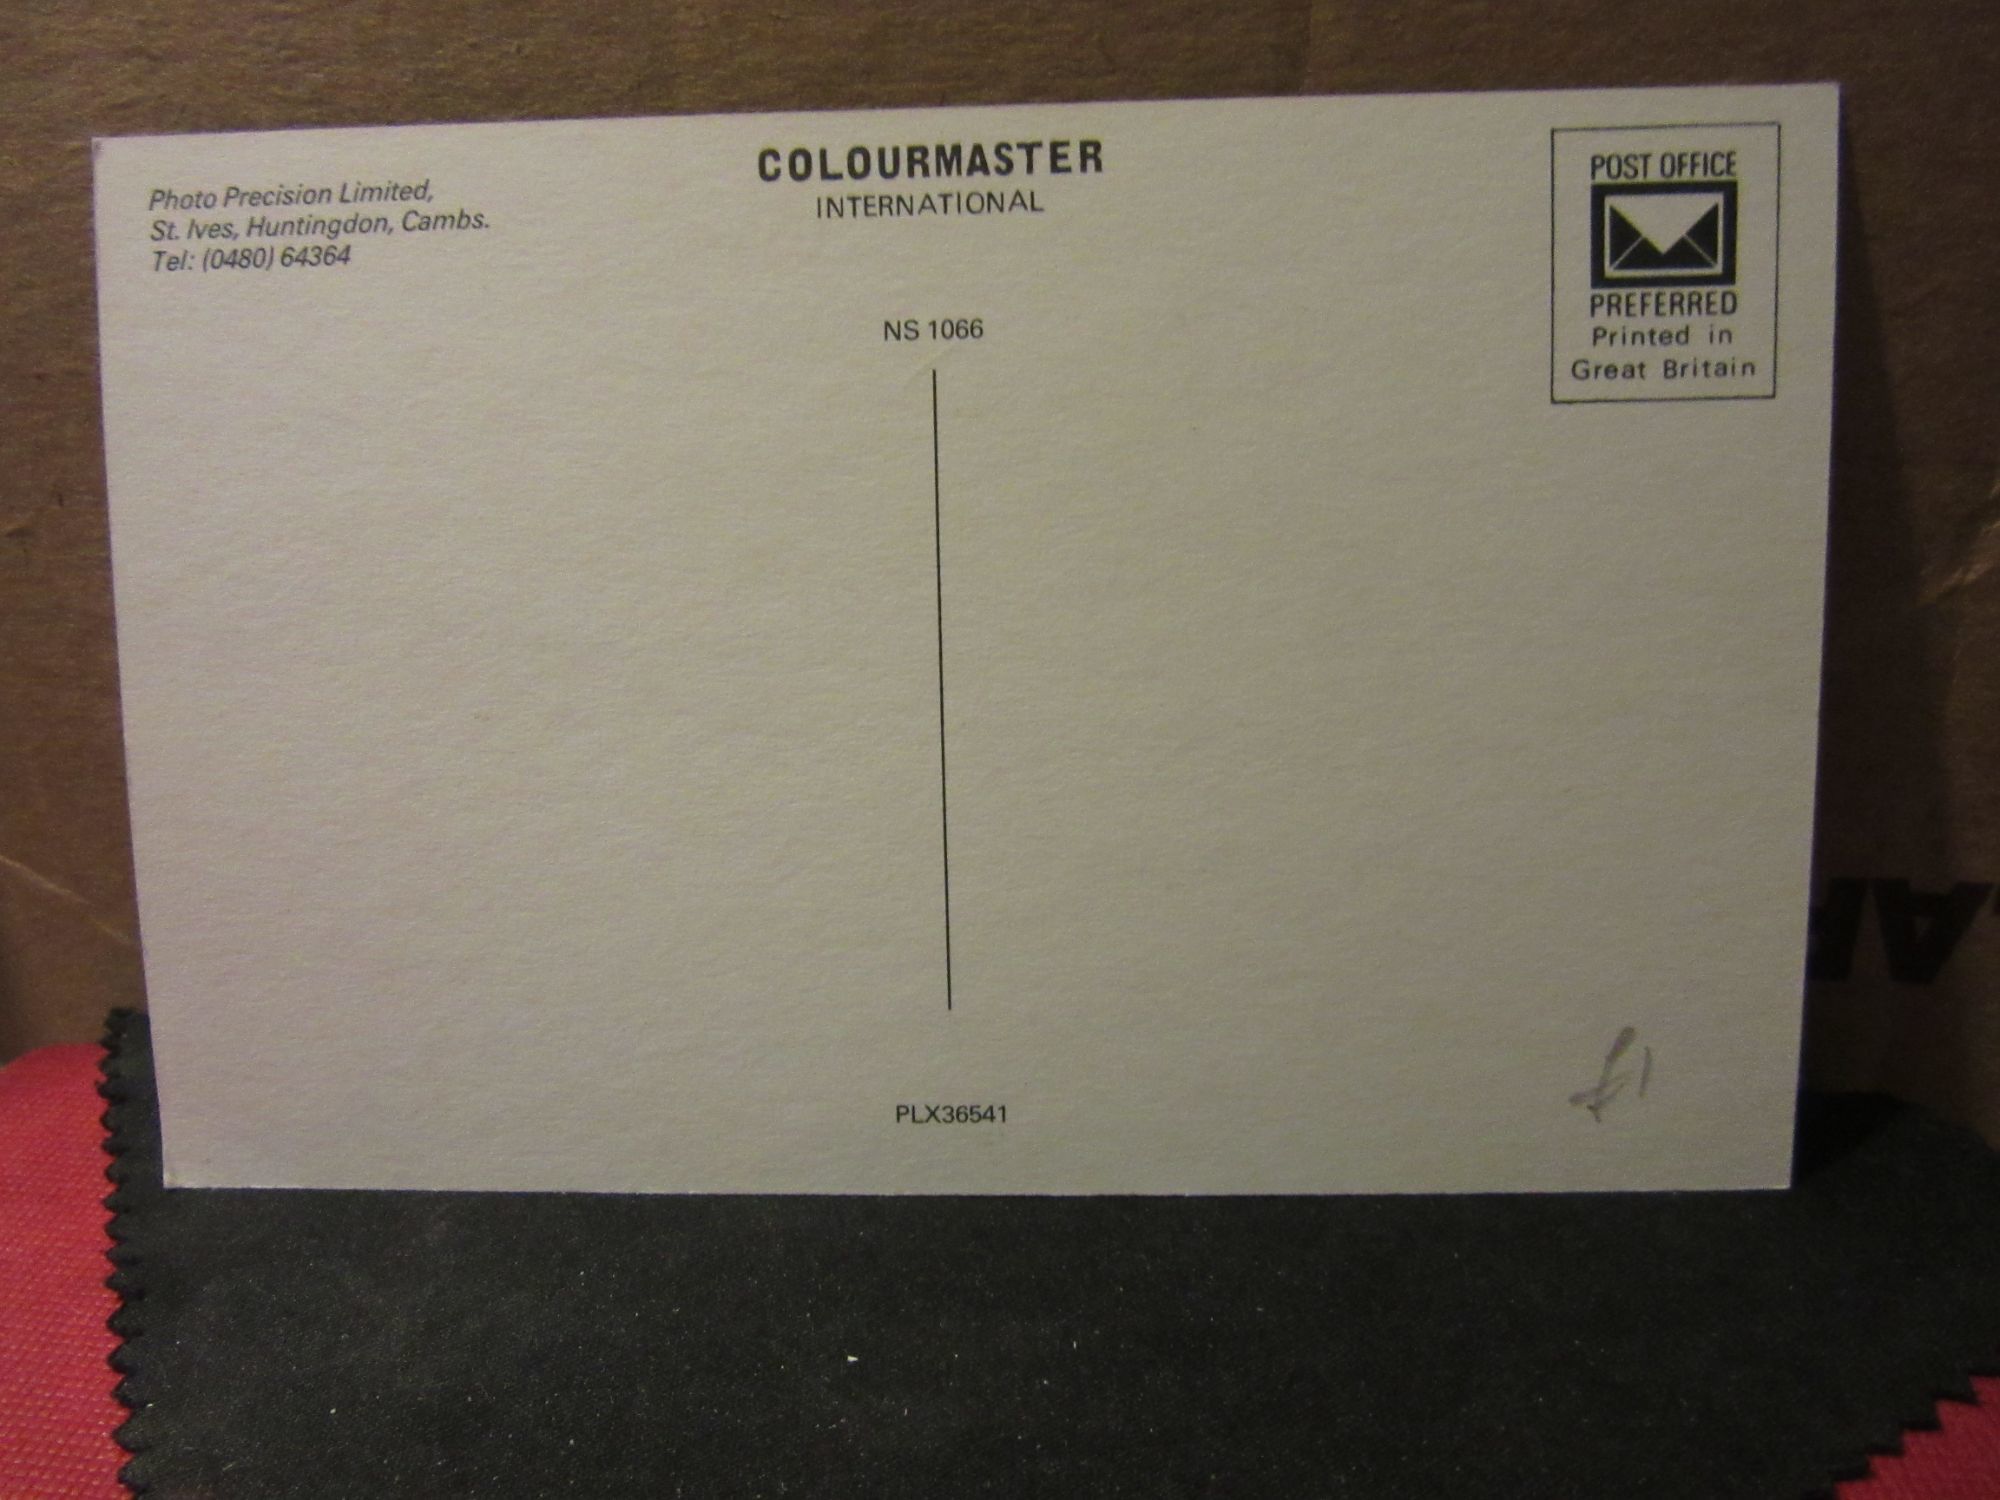 Photo Precision Limited,
St. Ives, Huntingdon, Cambs.
Tel: (0480) 64364
COLOURMASTER
INTERNATIONAL
NS 1066
PLX36541
POST OFFICE
PREFERRED
Printed in
Great Britain
£1